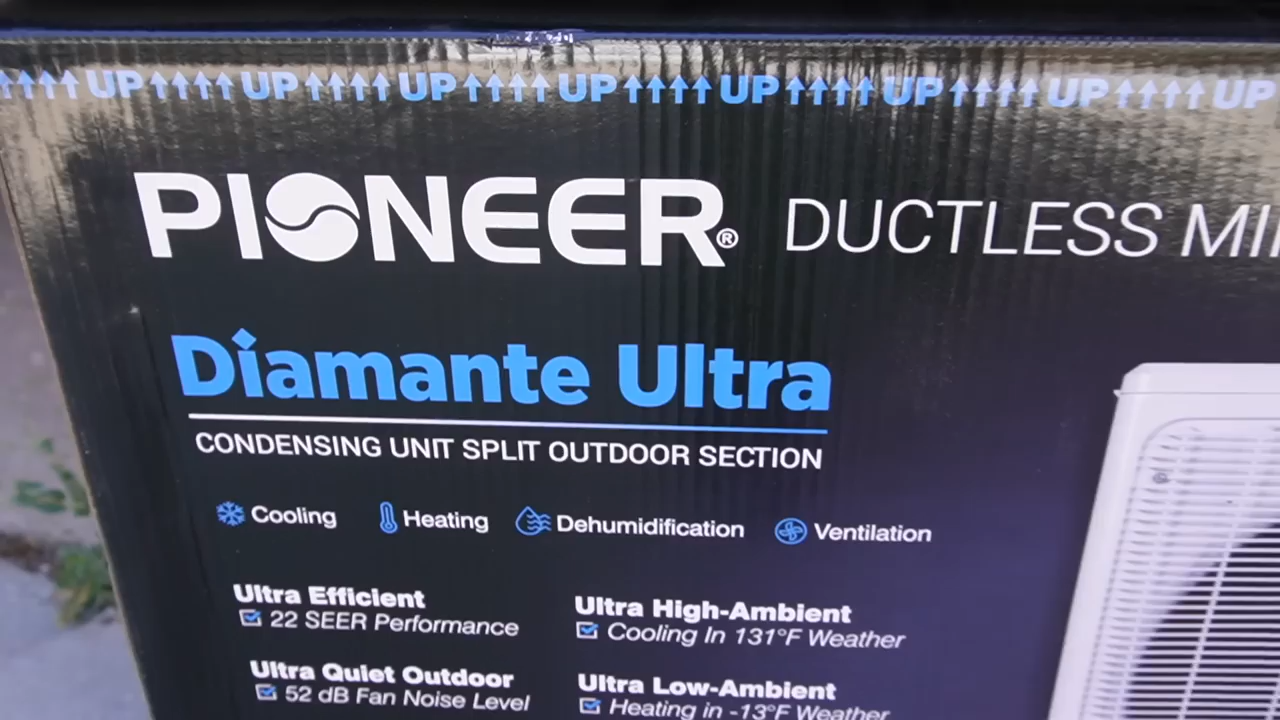 ↑↑↑↑UP↑↑↑↑↑UP↑↑↑↑↑UP↑↑↑↑↑UP↑↑↑↑↑UP↑↑↑↑↑UP↑↑↑↑↑UP↑↑↑↑↑UP
PIONEER® DUCTLESS MI
Diamante Ultra
CONDENSING UNIT SPLIT OUTDOOR SECTION
Cooling Heating Dehumidification Ventilation
Ultra Efficient
22 SEER Performance
Ultra High-Ambient
Cooling In 131°F Weather
Ultra Quiet Outdoor
52 dB Fan Noise Level
Ultra Low-Ambient
Heating in -13°F Weather